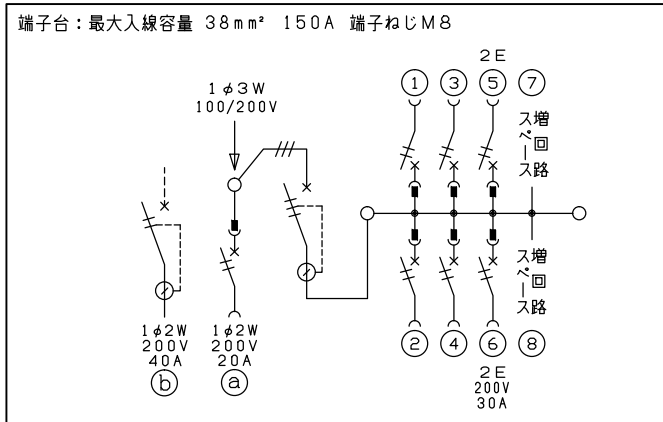 端子台：最大入線容量 38mm² 150A 端子ねじM8
1φ3W
100/200V
2E
1
3
5
7
増回路
スペース
増回路
スペース
1φ2W
200V
40A
b
1φ2W
200V
20A
a
2
4
6
8
2E
200V
30A